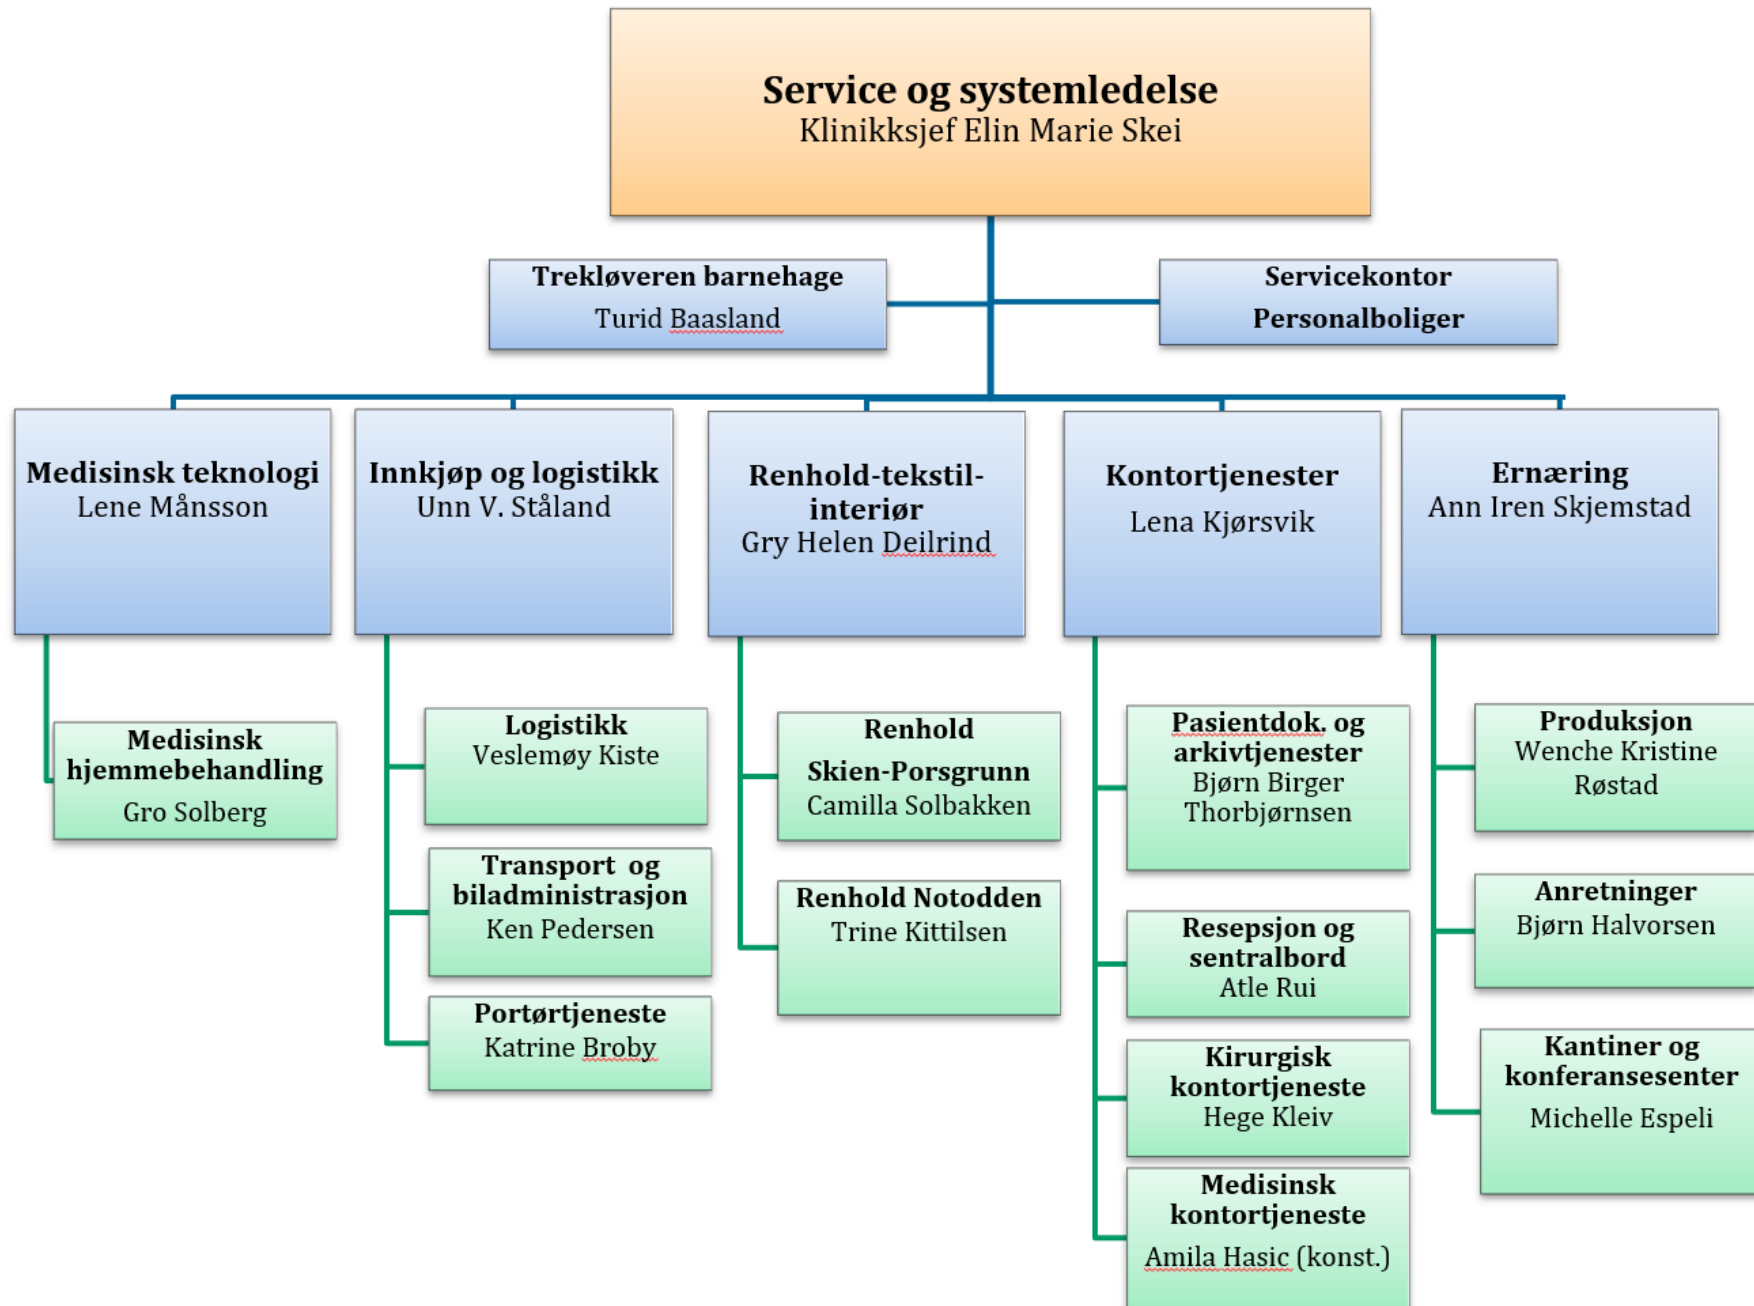 Service og systemledelse
Klinikksjef Elin Marie Skei
Trekløveren barnehage
Turid Baasland
Servicekontor
Personalboliger
Medisinsk teknologi
Lene Månsson
Innkjøp og logistikk
Unn V. Ståland
Renhold-tekstil-
interiør
Gry Helen Deilrind
Kontortjenester
Lena Kjørsvik
Ernæring
Ann Iren Skjemstad
Medisinsk
hjemmebehandling
Gro Solberg
Logistikk
Veslemøy Kiste
Transport og
biladministrasjon
Ken Pedersen
Portørtjeneste
Katrine Broby
Renhold
Skien-Porsgrunn
Camilla Solbakken
Renhold Notodden
Trine Kittilsen
Pasientdok. og
arkivtjenester
Bjørn Birger
Thorbjørnsen
Resepsjon og
sentralbord
Atle Rui
Kirurgisk
kontortjeneste
Hege Kleiv
Medisinsk
kontortjeneste
Amila Hasic (konst.)
Produksjon
Wenche Kristine
Røstad
Anretninger
Bjørn Halvorsen
Kantiner og
konferansesenter
Michelle Espeli